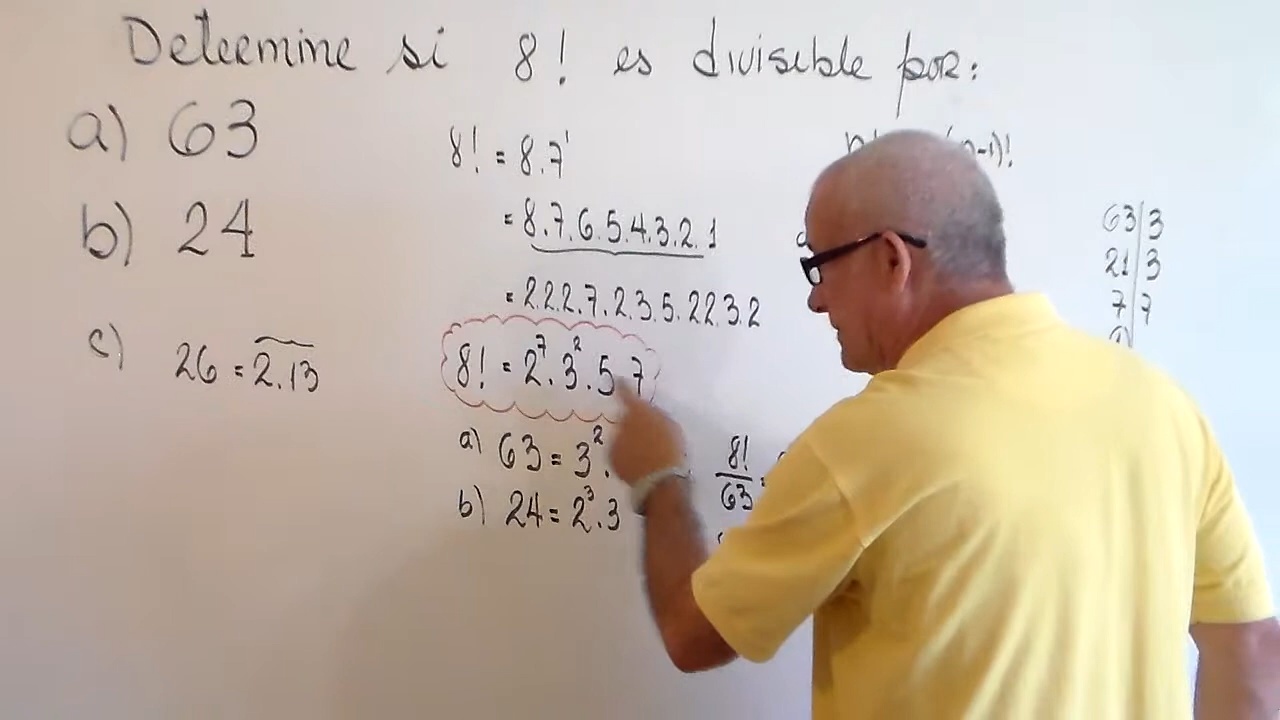 Determine si 8! es divisible por:
a) 63
b) 24
c) 26 = 2.13
8! = 8.7!
= 8.7.6.5.4.3.2.1
= 2.2.2.7.2.3.5.2.2.3.2
8! = 2⁷.3².5.7
a) 63 = 3².
b) 24 = 2³.3
8!/63 =
(n-1)!
63|3
21|3
7|7